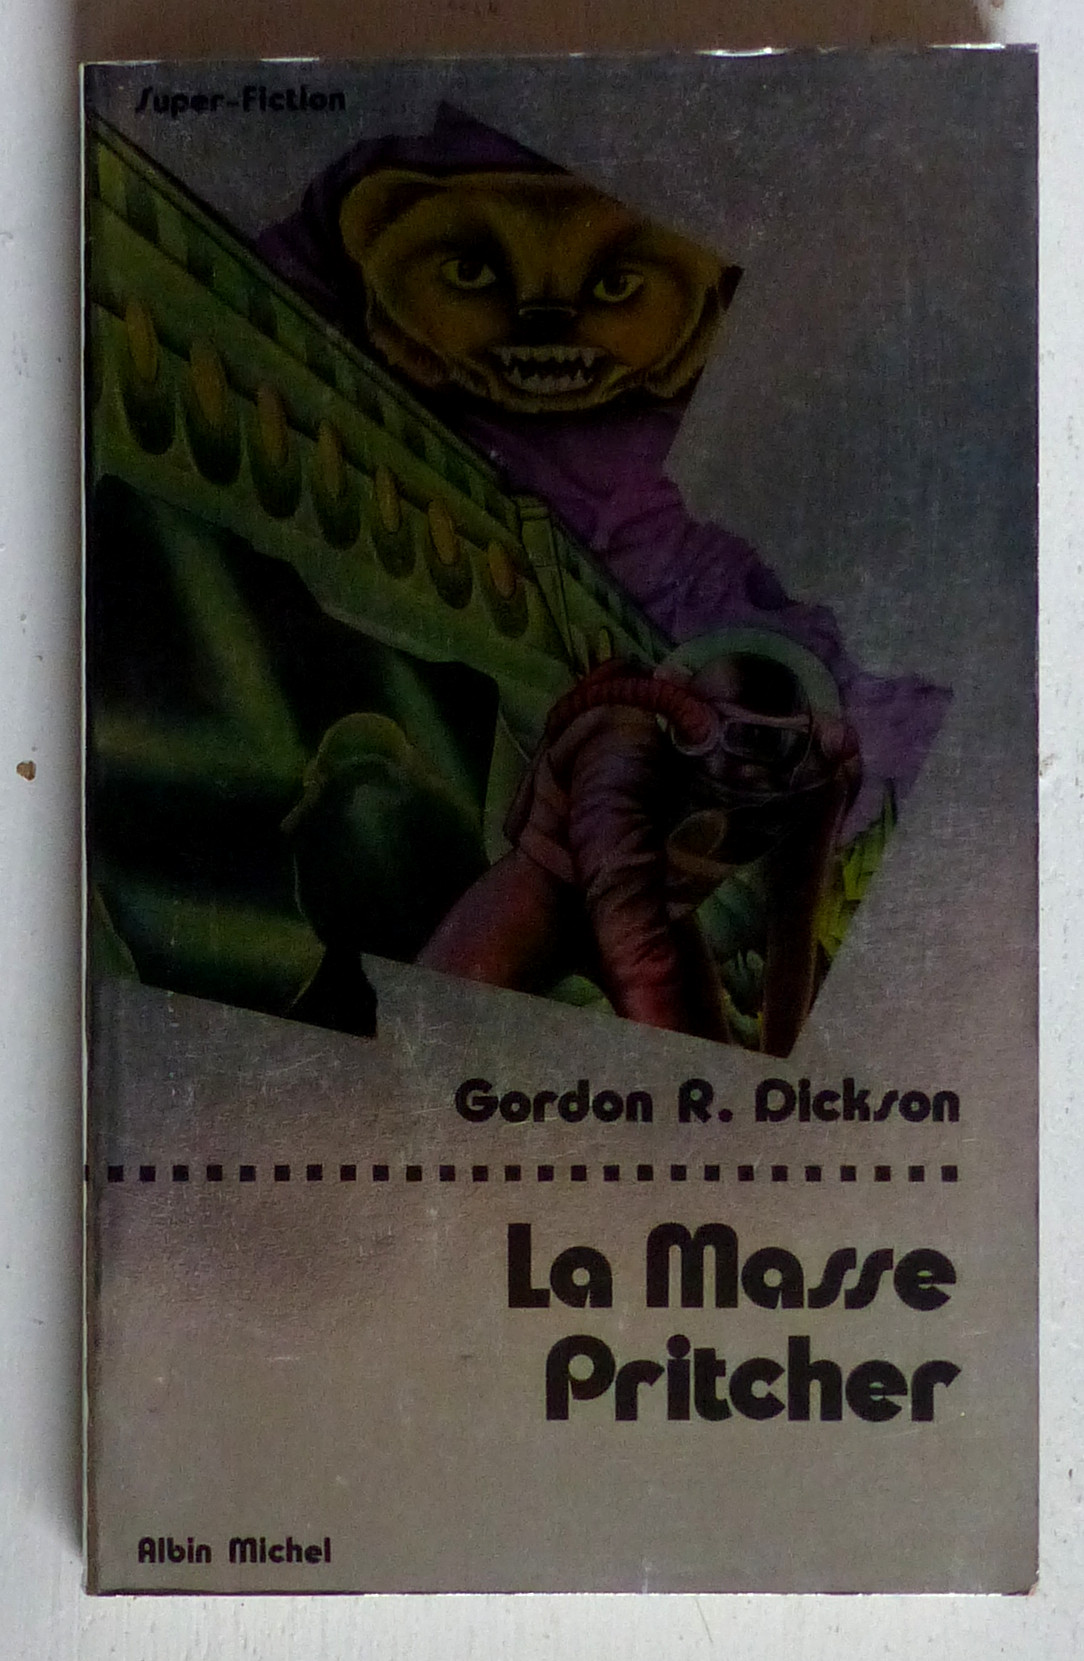 Super-Fiction
Gordon R. Dickson
La Masse
Pritcher
Albin Michel